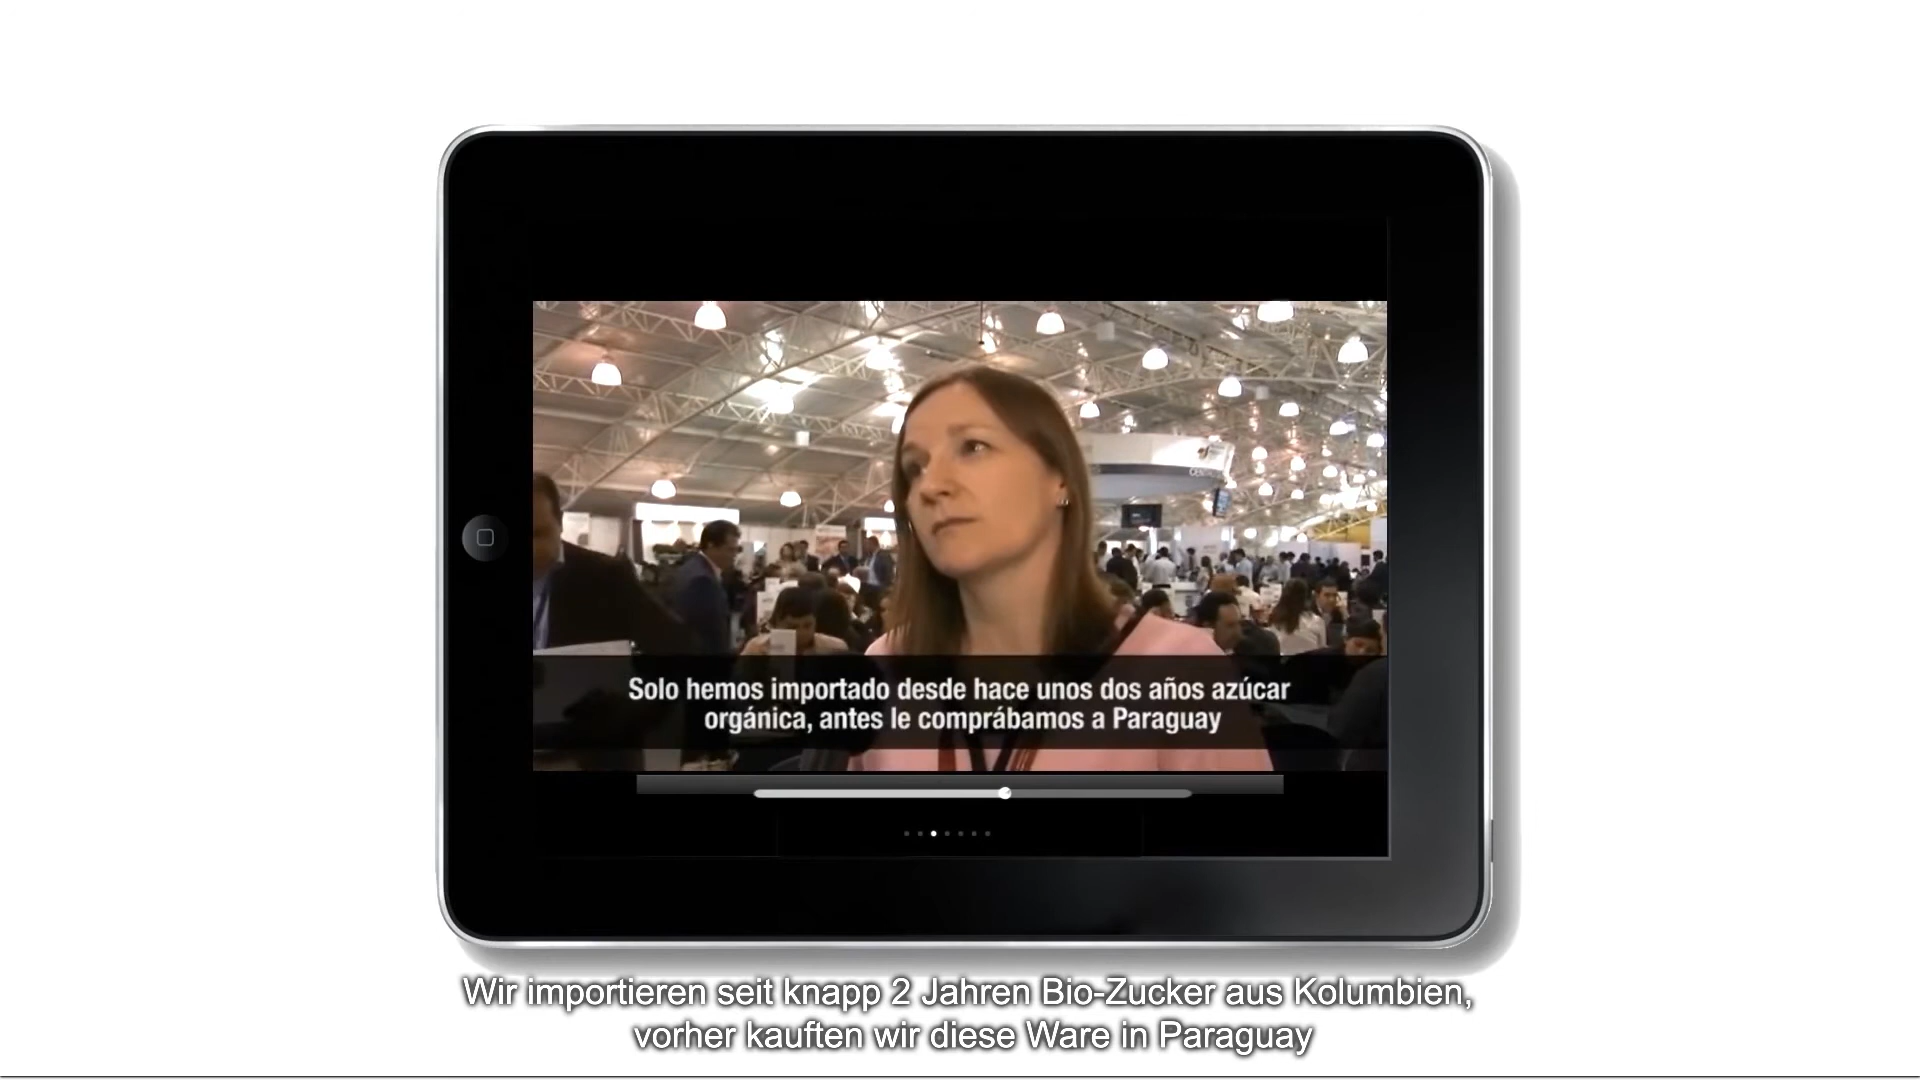 Solo hemos importado desde hace unos dos años azúcar
orgánica, antes le comprábamos a Paraguay
Wir importieren seit knapp 2 Jahren Bio-Zucker aus Kolumbien,
vorher kauften wir diese Ware in Paraguay